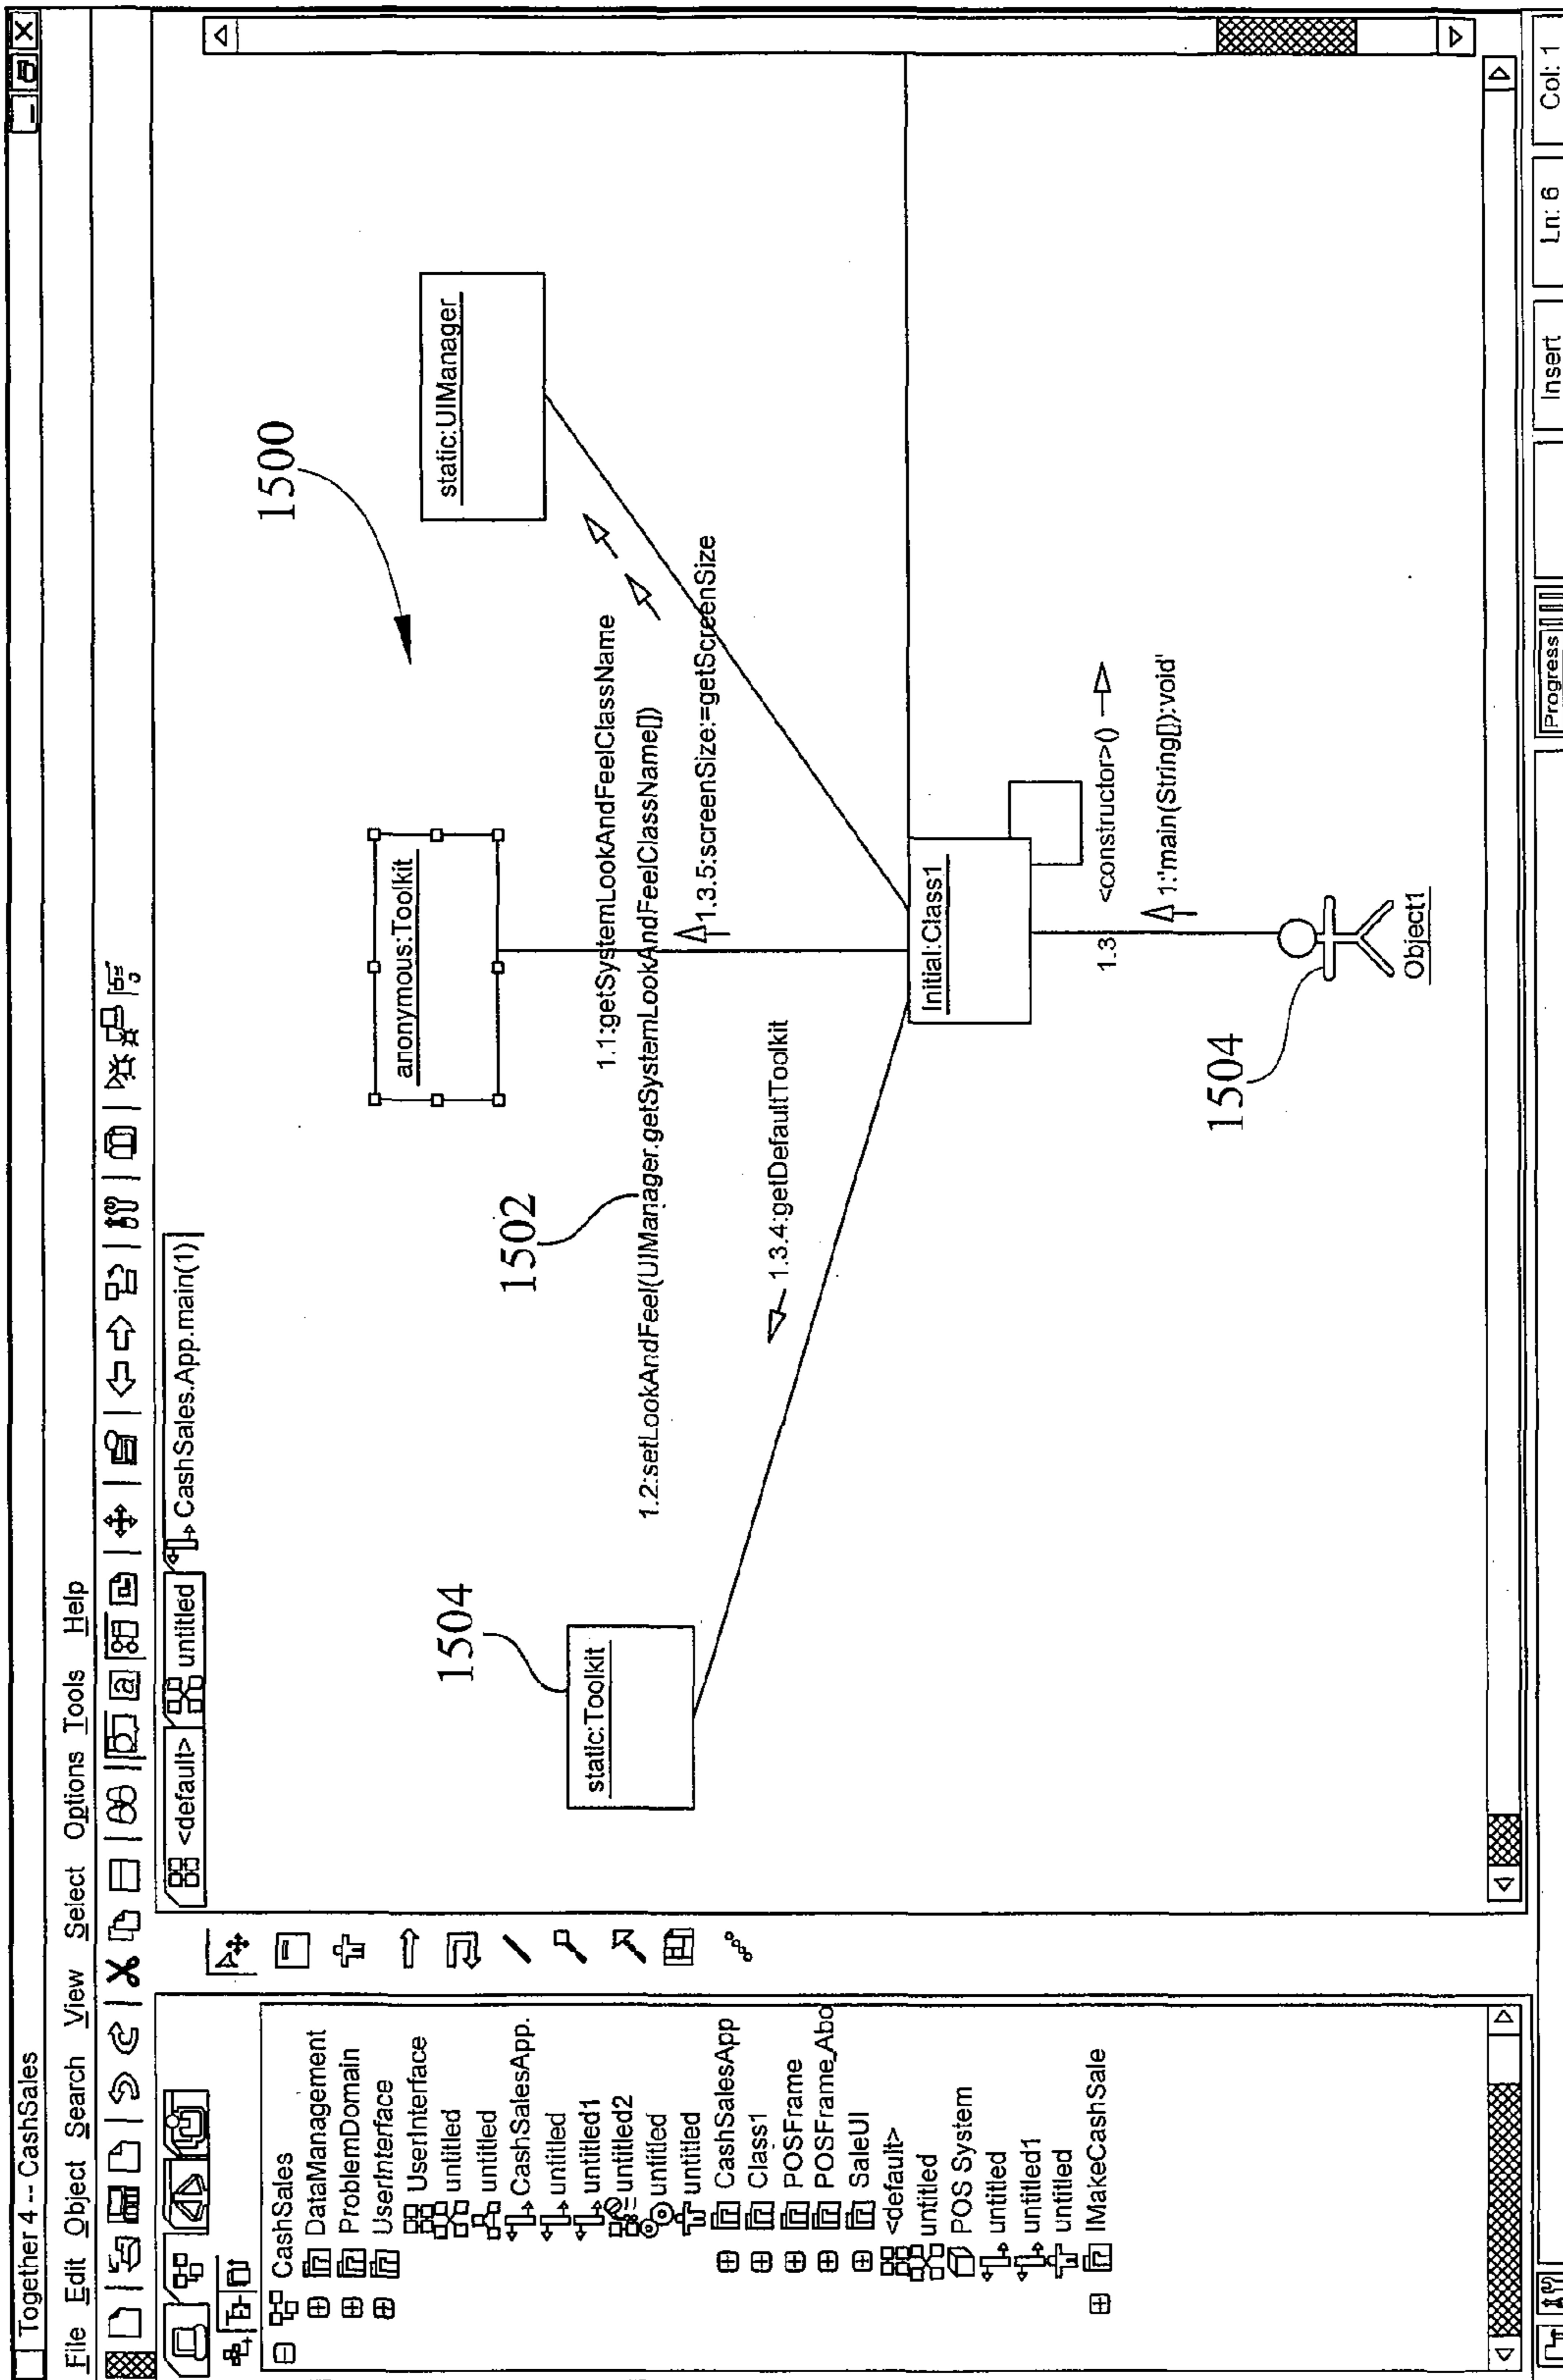 Together 4 -- CashSales
File Edit Object Search View Select Options Tools Help
<default>
untitled
CashSales.App.main(1)
CashSales
DataManagement
ProblemDomain
UserInterface
UserInterface
untitled
untitled
CashSalesApp.
untitled
untitled1
untitled2
untitled
untitled
CashSalesApp
Class1
POSFrame
POSFrame_Abo
SaleUI
<default>
untitled
POS System
untitled
untitled1
untitled
IMakeCashSale
1500
anonymous:Toolkit
static:UIManager
1504
static:Toolkit
1502
1.1:getSystemLookAndFeelClassName
1.2:setLookAndFeel(UIManager.getSystemLookAndFeelClassName[])
1.3.5:screenSize:=getScreenSize
1.3.4:getDefaultToolkit
Initial:Class1
1.3 <constructor>()
1:"main(String[]):void'
1504
Object1
Progress
Insert
Ln: 6
Col: 1